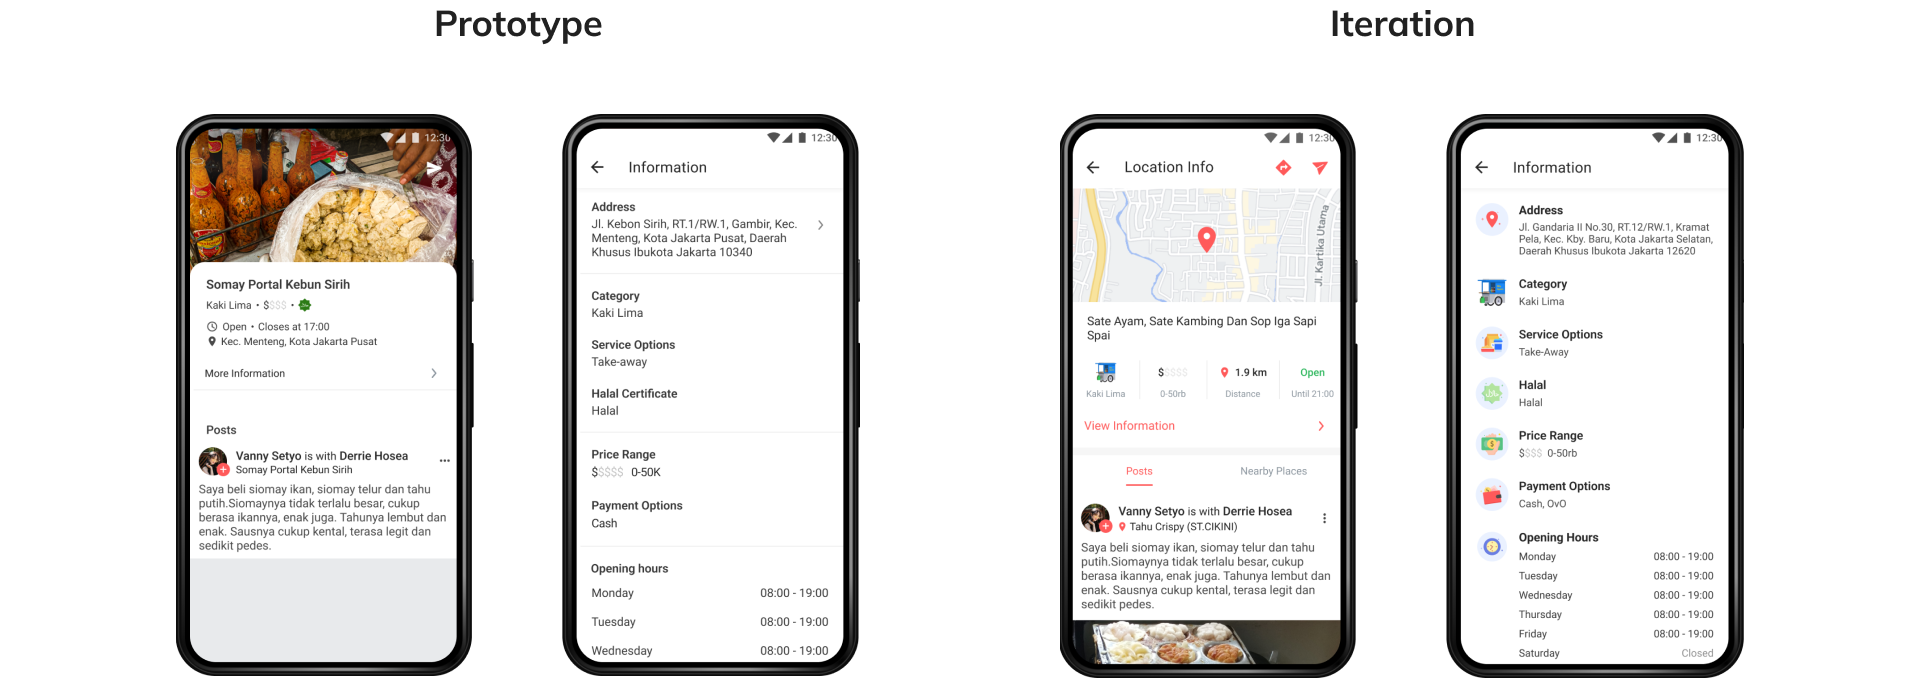 Prototype
Iteration
12:30
Somay Portal Kebun Sirih
Kaki Lima • $$$$ •
Open • Closes at 17:00
Kec. Menteng, Kota Jakarta Pusat
More Information
Posts
Vanny Setyo is with Derrie Hosea
Somay Portal Kebun Sirih
Saya beli siomay ikan, siomay telur dan tahu
putih.Siomaynya tidak terlalu besar, cukup
berasa ikannya, enak juga. Tahunya lembut dan
enak. Sausnya cukup kental, terasa legit dan
sedikit pedes.
12:30
Information
Address
Jl. Kebon Sirih, RT.1/RW.1, Gambir, Kec.
Menteng, Kota Jakarta Pusat, Daerah
Khusus Ibukota Jakarta 10340
Category
Kaki Lima
Service Options
Take-away
Halal Certificate
Halal
Price Range
$$$$$ 0-50K
Payment Options
Cash
Opening hours
Monday 08:00 - 19:00
Tuesday 08:00 - 19:00
Wednesday 08:00 - 19:00
12:30
Location Info
Jl. Kartika Utama
Sate Ayam, Sate Kambing Dan Sop Iga Sapi
Spai
$$$$$ 1.9 km Open
Kaki Lima 0-50rb Distance Until 21:00
View Information
Posts Nearby Places
Vanny Setyo is with Derrie Hosea
Tahu Crispy (ST.CIKINI)
Saya beli siomay ikan, siomay telur dan tahu
putih.Siomaynya tidak terlalu besar, cukup
berasa ikannya, enak juga. Tahunya lembut dan
enak. Sausnya cukup kental, terasa legit dan
sedikit pedes.
12:30
Information
Address
Jl. Gandaria II No.30, RT.12/RW.1, Kramat
Pela, Kec. Kby. Baru, Kota Jakarta Selatan,
Daerah Khusus Ibukota Jakarta 12620
Category
Kaki Lima
Service Options
Take-Away
Halal
Halal
Price Range
$$$$ 0-50rb
Payment Options
Cash, OvO
Opening Hours
Monday 08:00 - 19:00
Tuesday 08:00 - 19:00
Wednesday 08:00 - 19:00
Thursday 08:00 - 19:00
Friday 08:00 - 19:00
Saturday Closed